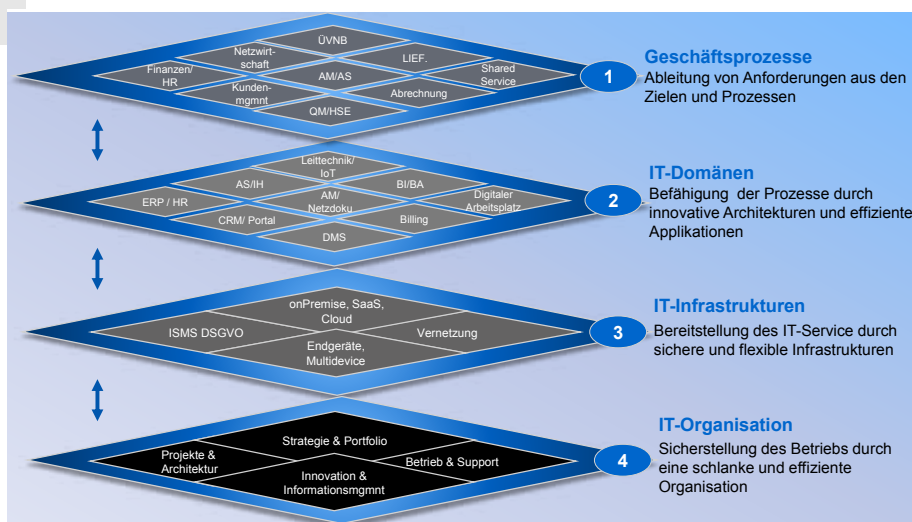 ÜVNB
Netzwirt-
schaft
LIEF.
Finanzen/
HR
AM/AS
Shared
Service
Kunden-
mgmnt
Abrechnung
QM/HSE
1
Geschäftsprozesse
Ableitung von Anforderungen aus den
Zielen und Prozessen
Leittechnik/
IoT
AS/IH
BI/BA
ERP / HR
AM/
Netzdoku
Digitaler
Arbeitsplatz
CRM/ Portal
Billing
DMS
2
IT-Domänen
Befähigung der Prozesse durch
innovative Architekturen und effiziente
Applikationen
onPremise, SaaS,
Cloud
ISMS DSGVO
Vernetzung
Endgeräte,
Multidevice
3
IT-Infrastrukturen
Bereitstellung des IT-Service durch
sichere und flexible Infrastrukturen
Strategie & Portfolio
Projekte &
Architektur
Betrieb & Support
Innovation &
Informationsmgmnt
4
IT-Organisation
Sicherstellung des Betriebs durch
eine schlanke und effiziente
Organisation